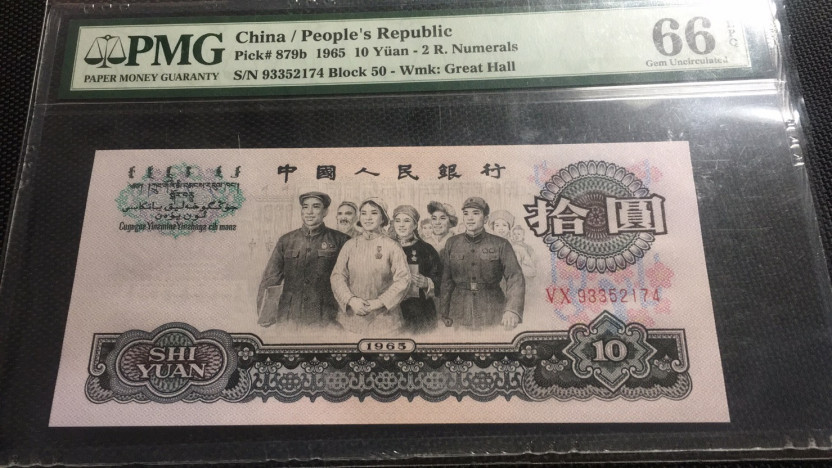 PMG
PAPER MONEY GUARANTY
China / People's Republic
Pick# 879b 1965 10 Yüan - 2 R. Numerals
S/N 93352174 Block 50 - Wmk: Great Hall
66 EPQ
Gem Uncirculated
中國人民銀行
拾圓
VX 93352174
1965
SHI
YUAN
10